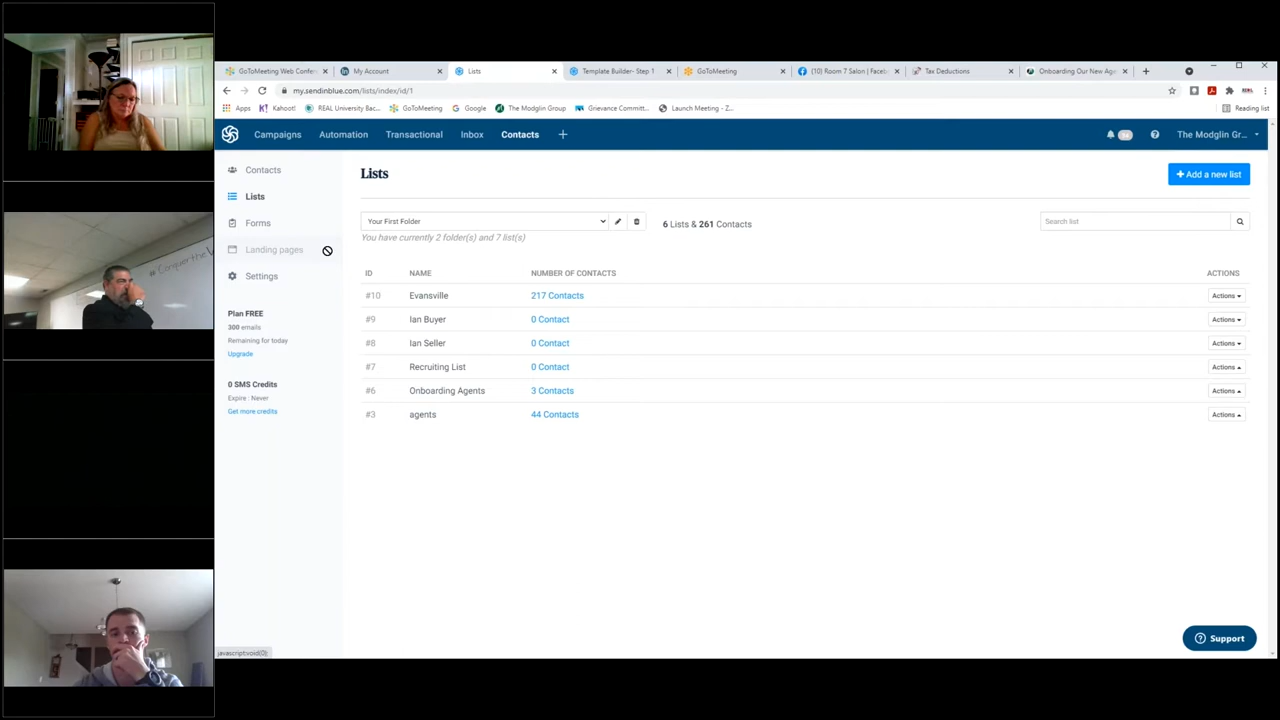 GoToMeeting Web Conferen
My Account
Lists
Template Builder- Step 1
GoToMeeting
(10) Room 7 Salon | Faceb
Tax Deductions
Onboarding Our New Age
my.sendinblue.com/lists/index/id/1
Apps
Kahoot!
REAL University Bac...
GoToMeeting
Google
The Modglin Group
Grievance Committ...
Launch Meeting - Z...
Reading list
Campaigns
Automation
Transactional
Inbox
Contacts
The Modglin Gr...
Contacts
Lists
Forms
Landing pages
Settings
Plan FREE
300 emails
Remaining for today
Upgrade
0 SMS Credits
Expire : Never
Get more credits
Lists
+ Add a new list
Your First Folder
6 Lists & 261 Contacts
Search list
You have currently 2 folder(s) and 7 list(s)
ID NAME NUMBER OF CONTACTS ACTIONS
#10 Evansville 217 Contacts Actions
#9 Ian Buyer 0 Contact Actions
#8 Ian Seller 0 Contact Actions
#7 Recruiting List 0 Contact Actions
#6 Onboarding Agents 3 Contacts Actions
#3 agents 44 Contacts Actions
Support
javascript:void(0);
#Conquerthe